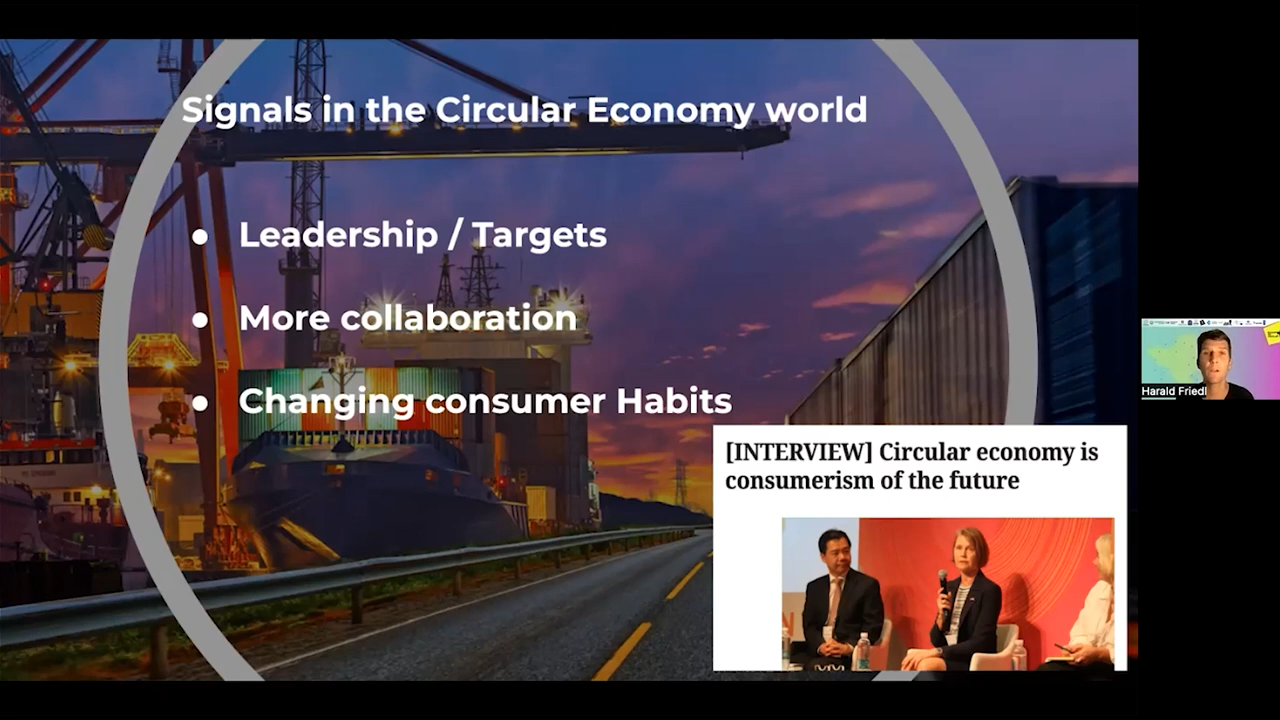 Signals in the Circular Economy world
● Leadership / Targets
● More collaboration
● Changing consumer Habits
[INTERVIEW] Circular economy is
consumerism of the future
Harald Friedl